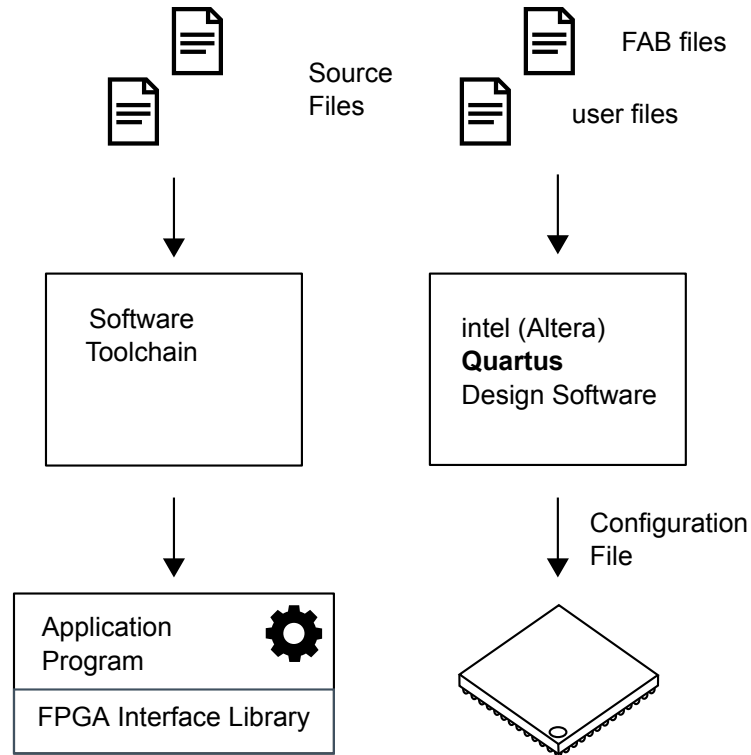 Source
Files
FAB files
user files
Software
Toolchain
intel (Altera)
Quartus
Design Software
Configuration
File
Application
Program
FPGA Interface Library